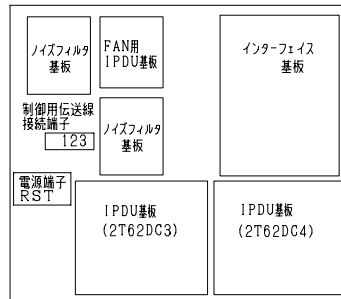 ノイズフィルタ
基板
FAN用
IPDU基板
インターフェイス
基板
制御用伝送線
接続端子
123
ノイズフィルタ
基板
電源端子
RST
IPDU基板
(2T62DC3)
IPDU基板
(2T62DC4)